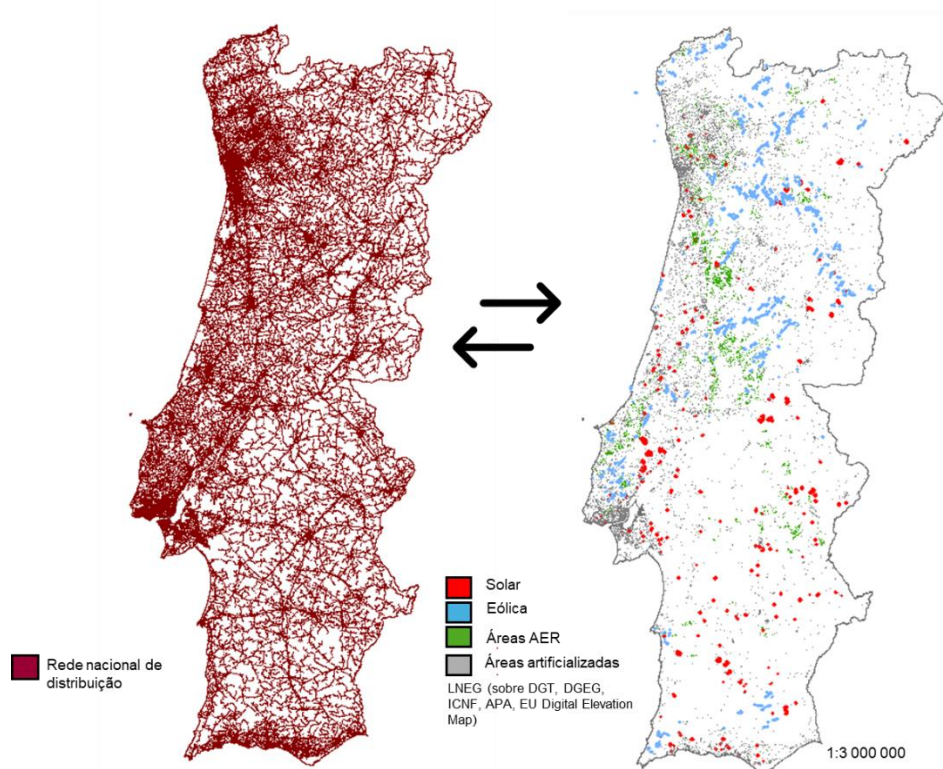 Rede nacional de
distribuição
Solar
Eólica
Áreas AER
Áreas artificializadas
LNEG (sobre DGT, DGEG,
ICNF, APA, EU Digital Elevation
Map)
1:3 000 000